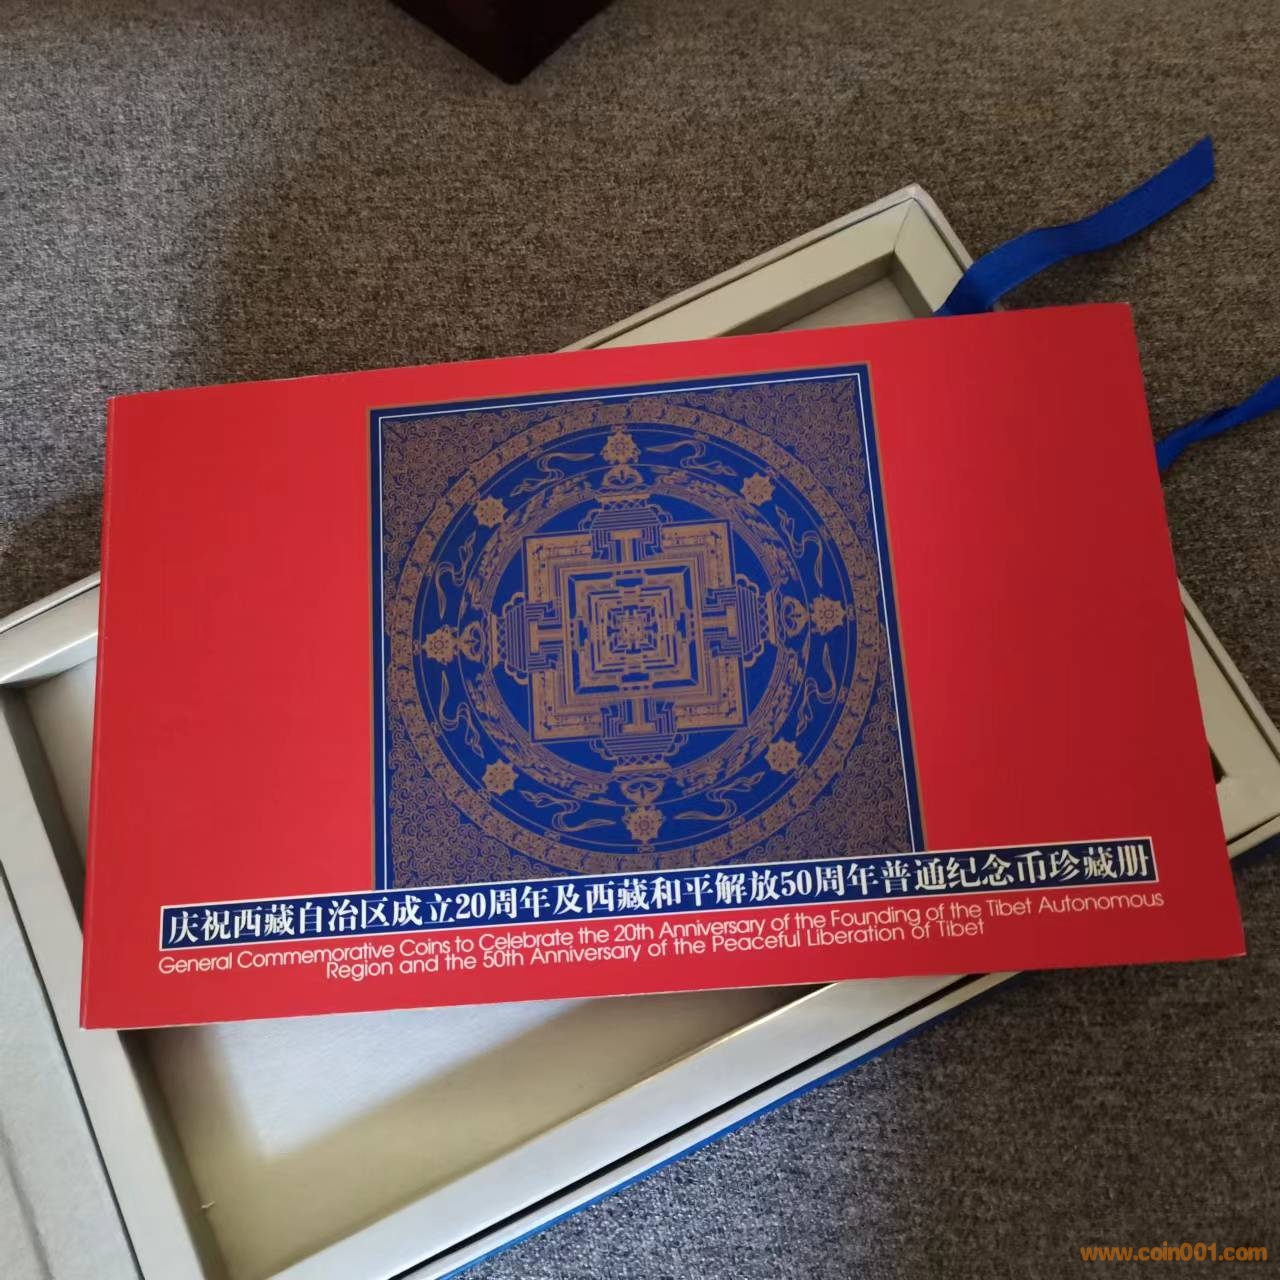 庆祝西藏自治区成立20周年及西藏和平解放50周年普通纪念币珍藏册
General Commemorative Coins to Celebrate the 20th Anniversary of the Founding of the Tibet Autonomous
Region and the 50th Anniversary of the Peaceful Liberation of Tibet
www.coin001.com